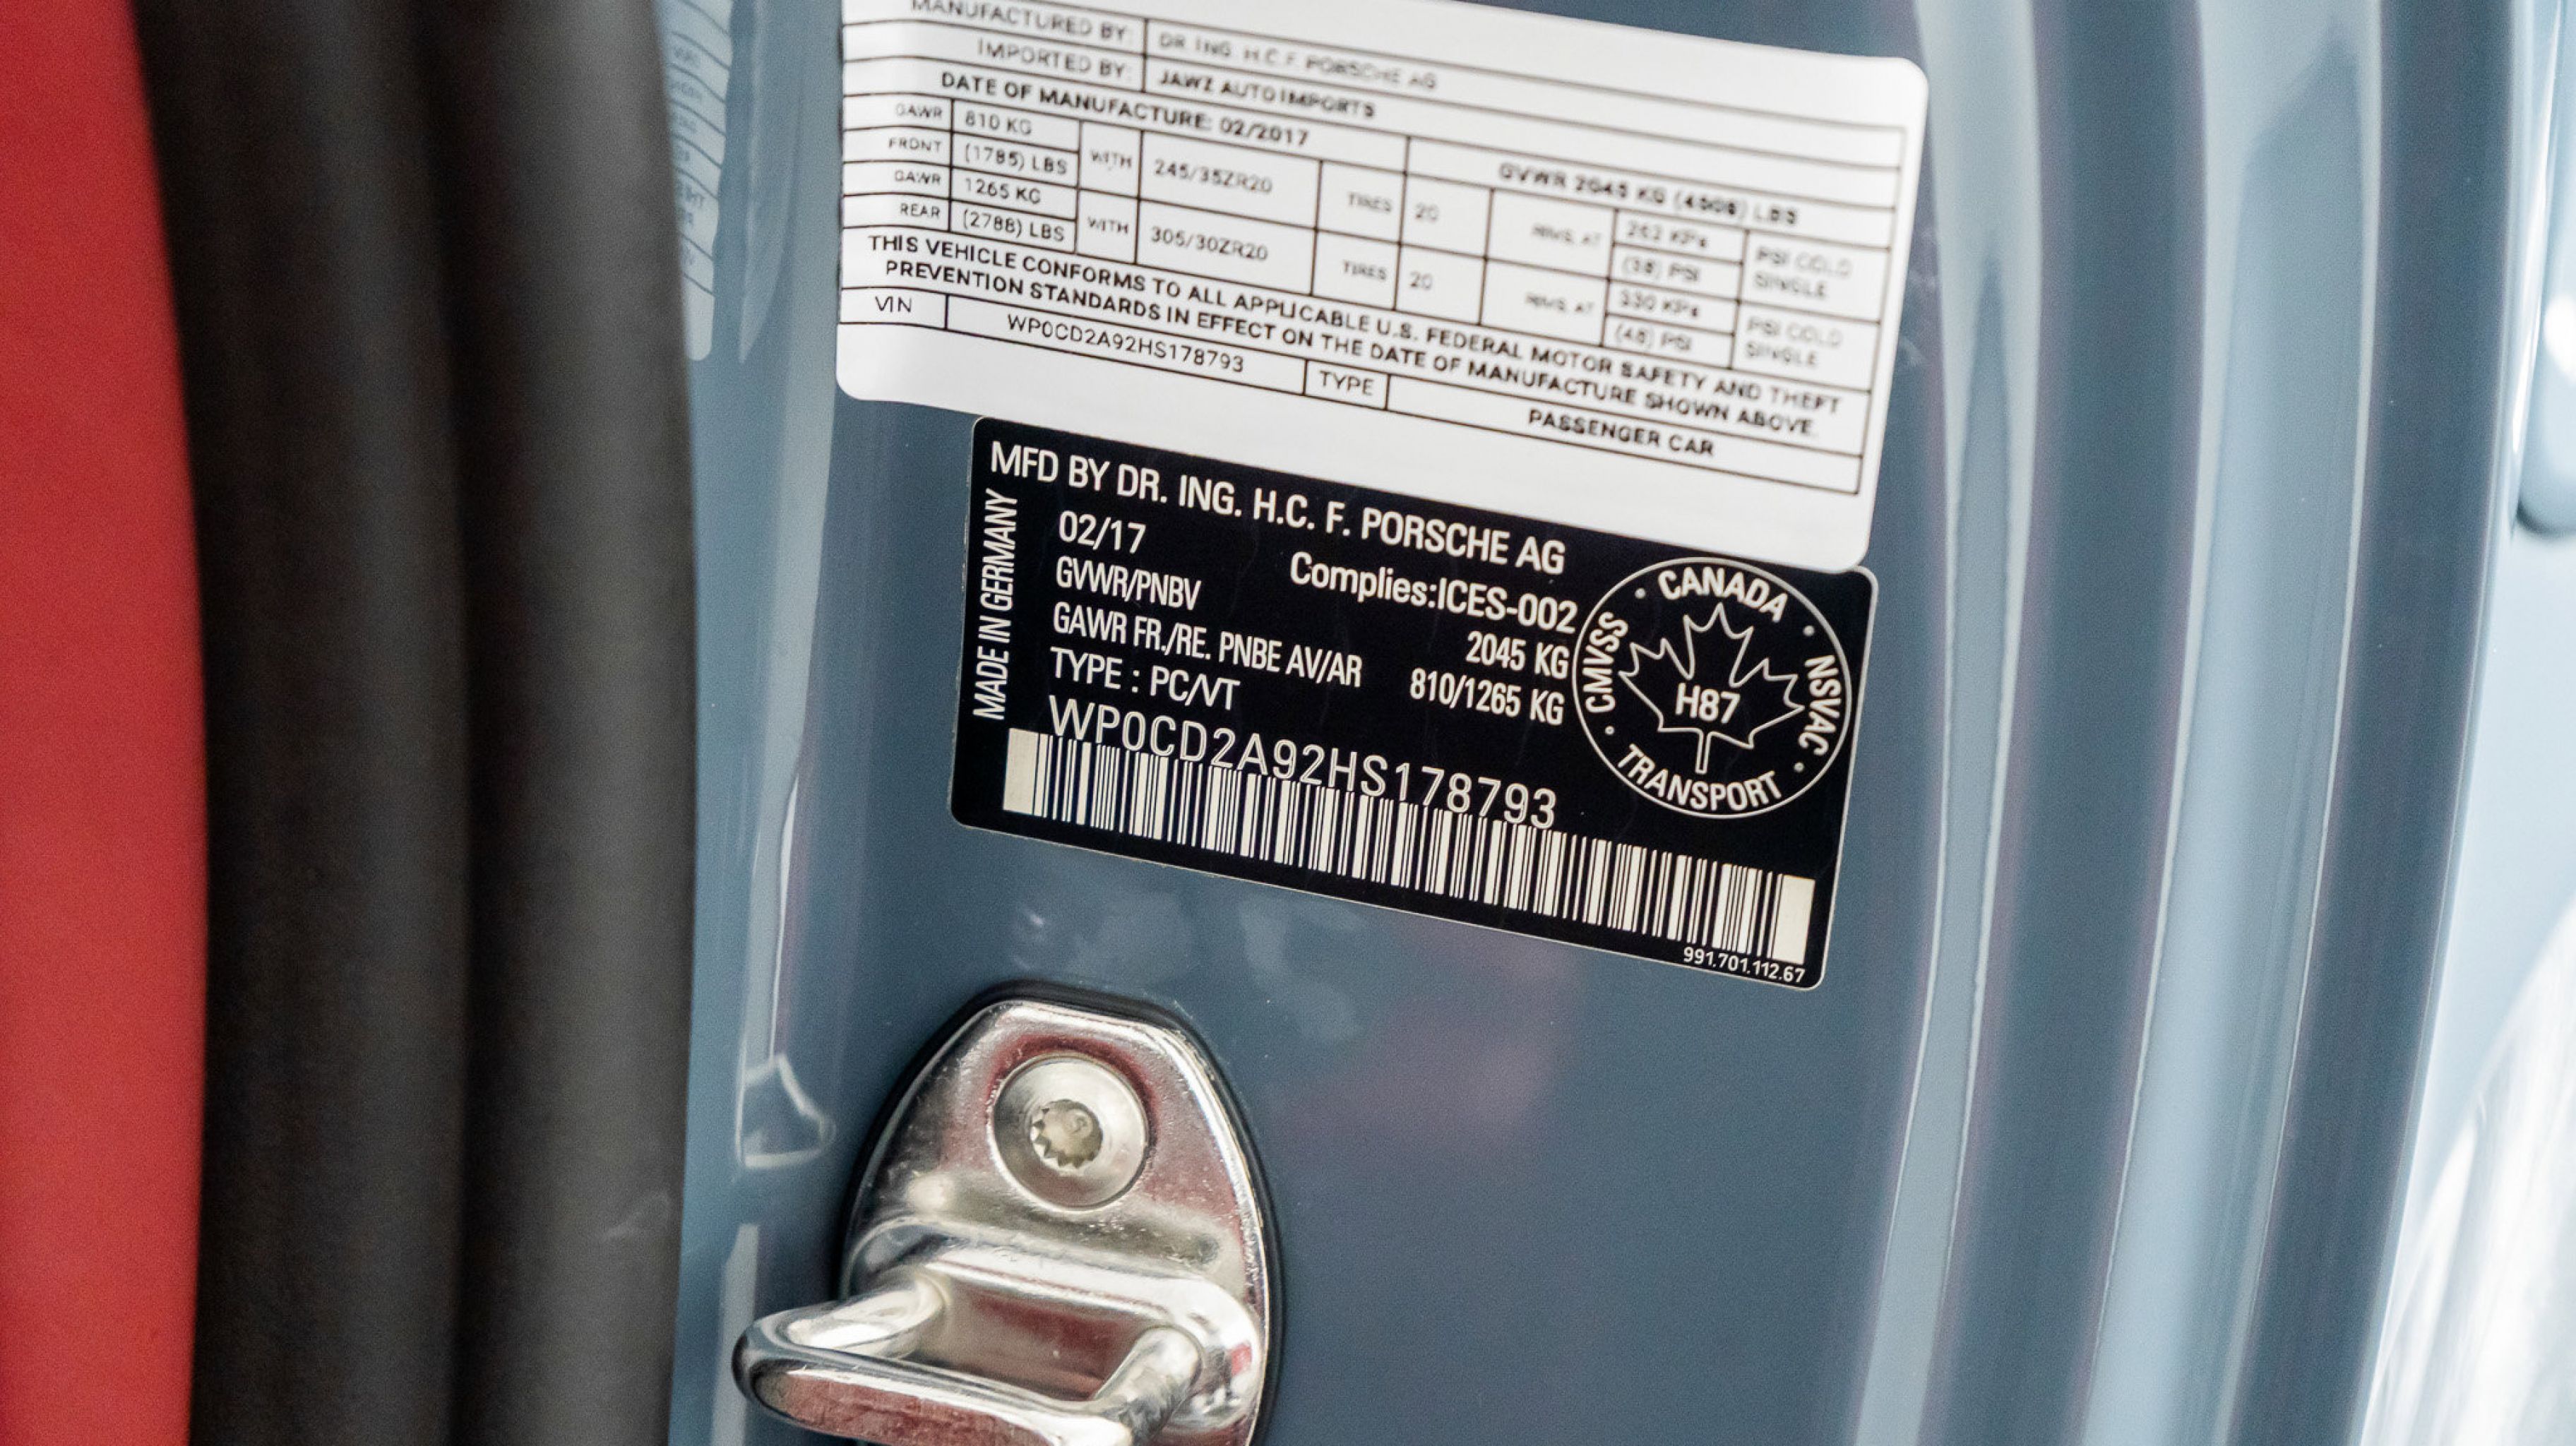 MANUFACTURED BY: DR. ING. H.C.F. PORSCHE AG
IMPORTED BY: JAWZ AUTO IMPORTS
DATE OF MANUFACTURE: 02/2017
GVWR 2045 KG (4508) LBS
GAWR FRONT 810 KG (1785) LBS WITH 245/35ZR20 TIRES 20 RIMS, AT 262 KPa (38) PSI PSI COLD SINGLE
GAWR REAR 1265 KG (2788) LBS WITH 305/30ZR20 TIRES 20 RIMS, AT 330 KPa (48) PSI PSI COLD SINGLE
THIS VEHICLE CONFORMS TO ALL APPLICABLE U.S. FEDERAL MOTOR SAFETY AND THEFT
PREVENTION STANDARDS IN EFFECT ON THE DATE OF MANUFACTURE SHOWN ABOVE.
VIN WP0CD2A92HS178793 TYPE PASSENGER CAR
MADE IN GERMANY
MFD BY DR. ING. H.C. F. PORSCHE AG
02/17 Complies:ICES-002
GVWR/PNBV 2045 KG
GAWR FR./RE. PNBE AV/AR 810/1265 KG
TYPE : PC/VT
WP0CD2A92HS178793
CANADA
CMVSS
NSVAC
H87
TRANSPORT
991.701.112.67